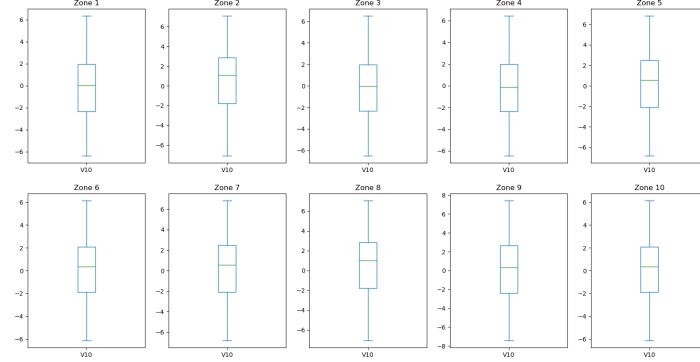 Zone 1 Zone 2 Zone 3 Zone 4 Zone 5
6 6 6 6 6
4 4 4 4 4
2 2 2 2 2
0 0 0 0 0
−2 −2 −2 −2 −2
−4 −4 −4 −4 −4
−6 −6 −6 −6 −6
V10 V10 V10 V10 V10
Zone 6 Zone 7 Zone 8 Zone 9 Zone 10
8
6 6 6 6 6
4 4 4 4 4
2 2 2 2 2
0 0 0 0 0
−2 −2 −2 −2 −2
−4 −4 −4 −4 −4
−6 −6 −6 −6 −6
−8
V10 V10 V10 V10 V10